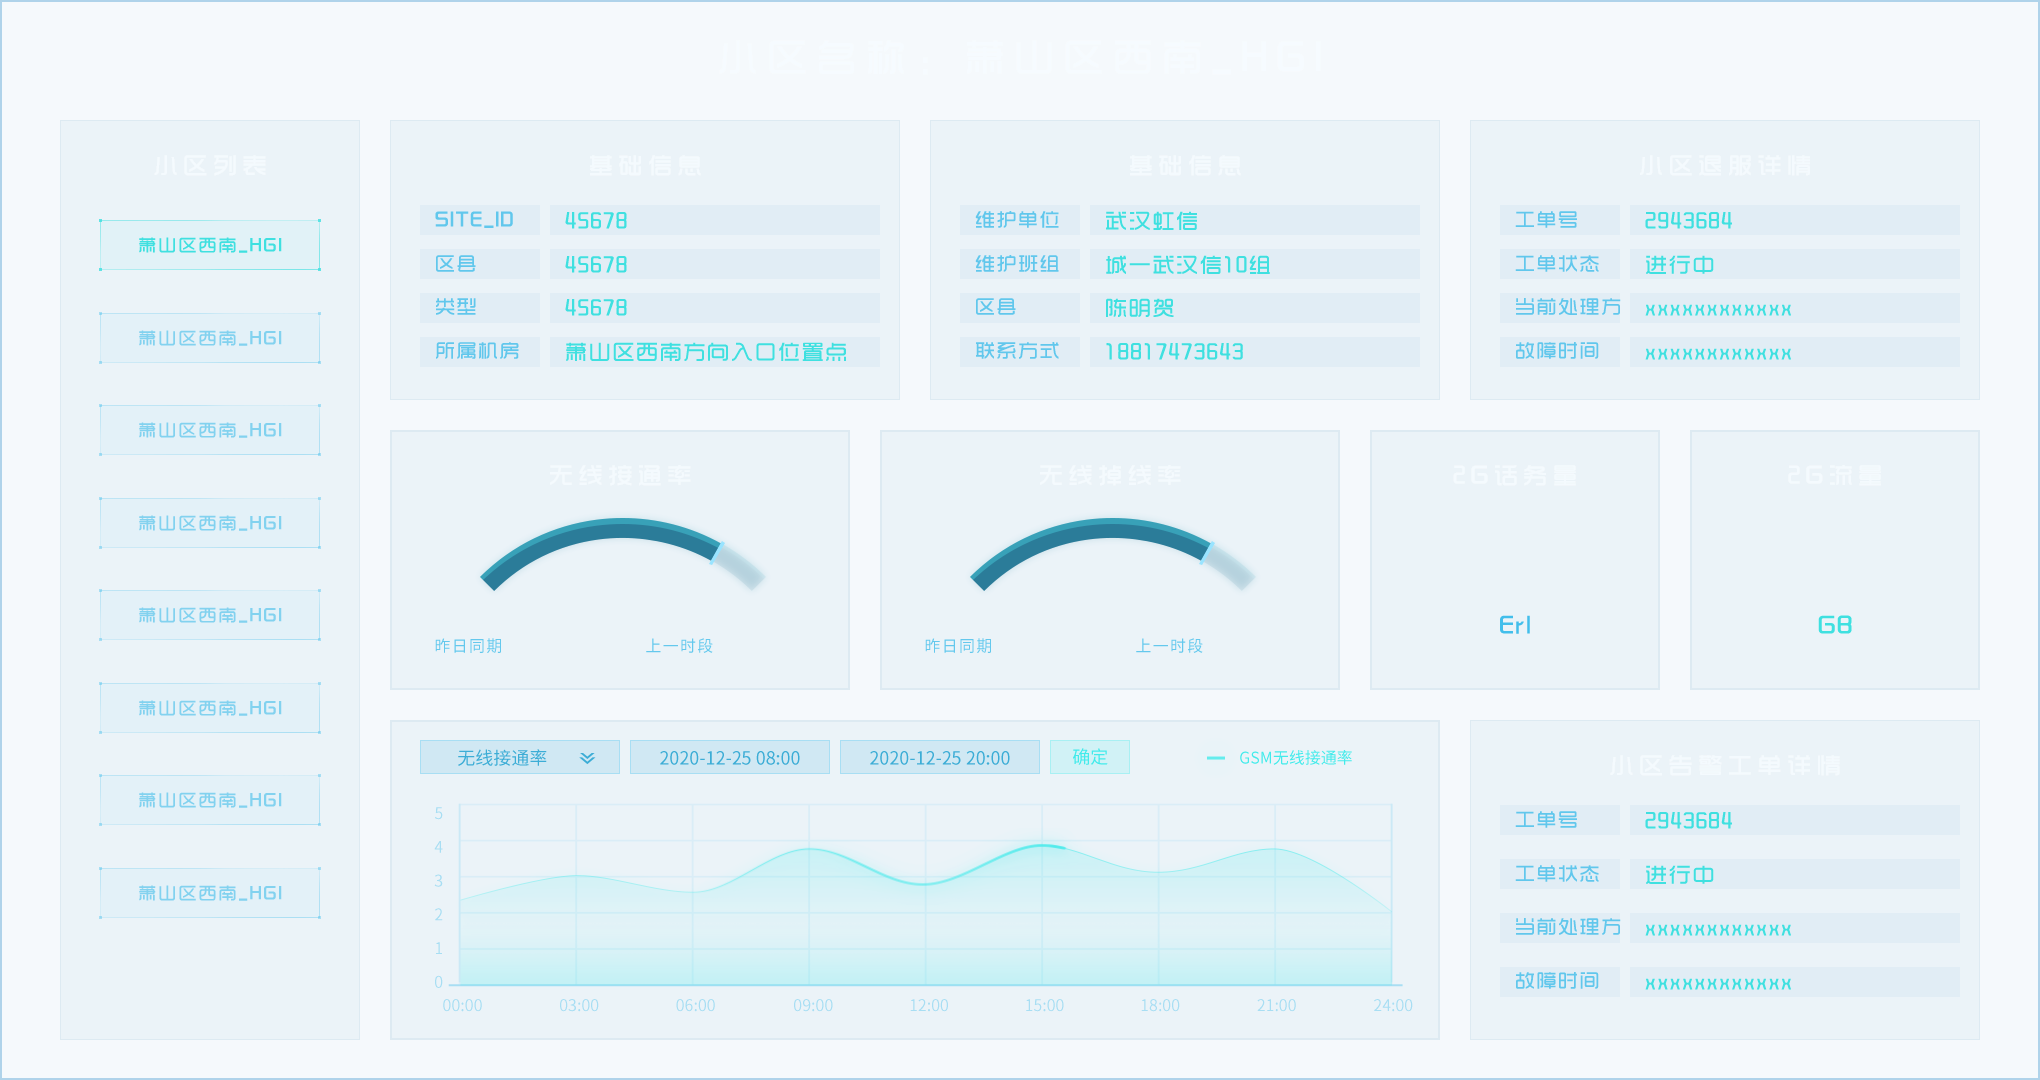 小区名称：萧山区西南_HGI
小区列表
萧山区西南_HGI
萧山区西南_HGI
萧山区西南_HGI
萧山区西南_HGI
萧山区西南_HGI
萧山区西南_HGI
萧山区西南_HGI
萧山区西南_HGI
基础信息
SITE_ID 45678
区县 45678
类型 45678
所属机房 萧山区西南方向入口位置点
基础信息
维护单位 武汉虹信
维护班组 城一武汉信10组
区县 陈明贺
联系方式 18817473643
小区退服详情
工单号 2943684
工单状态 进行中
当前处理方 xxxxxxxxxxxx
故障时间 xxxxxxxxxxxx
无线接通率
昨日同期 上一时段
无线掉线率
昨日同期 上一时段
2G话务量
Erl
2G流量
GB
无线接通率 2020-12-25 08:00 2020-12-25 20:00 确定 GSM无线接通率
5
4
3
2
1
0
00:00 03:00 06:00 09:00 12:00 15:00 18:00 21:00 24:00
小区告警工单详情
工单号 2943684
工单状态 进行中
当前处理方 xxxxxxxxxxxx
故障时间 xxxxxxxxxxxx